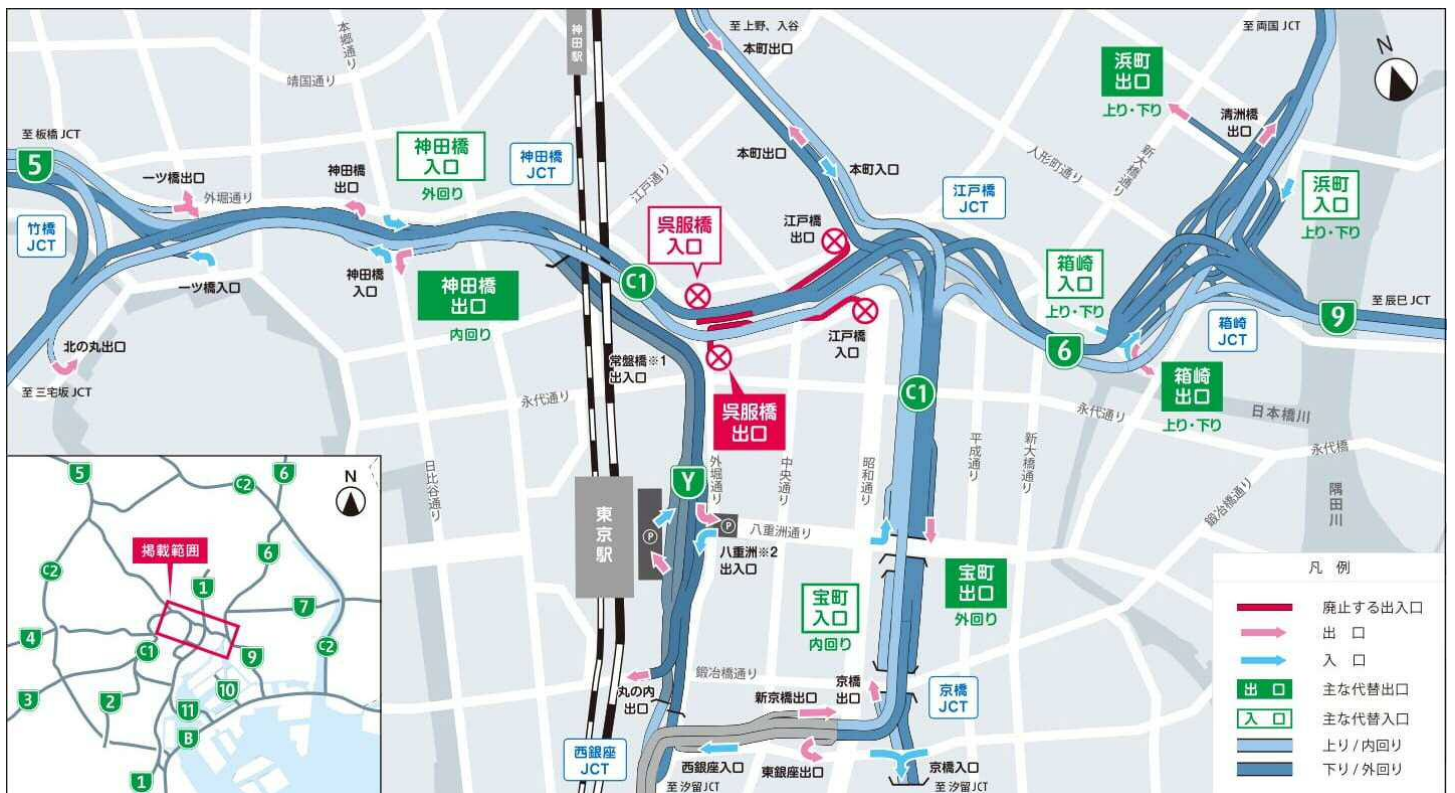 至 上野、入谷
本町出口
至 両国 JCT
N
神田駅
本郷通り
靖国通り
浜町
出口
上り・下り
清洲橋
出口
至 板橋 JCT
5
神田橋
入口
外回り
神田橋
JCT
江戸通り
本町出口
本町入口
人形町通り
新大橋通り
一ツ橋出口
外堀通り
神田橋
出口
江戸橋
JCT
浜町
入口
上り・下り
竹橋
JCT
呉服橋
入口
江戸橋
出口
箱崎
入口
上り・下り
一ツ橋入口
神田橋
入口
神田橋
出口
内回り
C1
至 辰巳 JCT
9
箱崎
JCT
北の丸出口
至 三宅坂 JCT
常盤橋※1
出入口
江戸橋
入口
6
箱崎
出口
上り・下り
永代通り
呉服橋
出口
C1
永代通り
日本橋川
永代橋
日比谷通り
外堀通り
中央通り
昭和通り
平成通り
新大橋通り
鍛冶橋通り
隅田川
Y
東京駅
P
P
八重洲通り
八重洲※2
出入口
宝町
入口
内回り
宝町
出口
外回り
鍛冶橋通り
丸の内
出口
新京橋出口
京橋
出口
京橋
JCT
西銀座
JCT
西銀座入口
東銀座出口
京橋入口
至 汐留JCT
至 汐留JCT
5
6
C2
N
掲載範囲
6
C2
1
7
4
C1
9
C2
3
2
10
11
B
1
凡 例
廃止する出入口
出 口
入 口
出 口 主な代替出口
入 口 主な代替入口
上り / 内回り
下り / 外回り